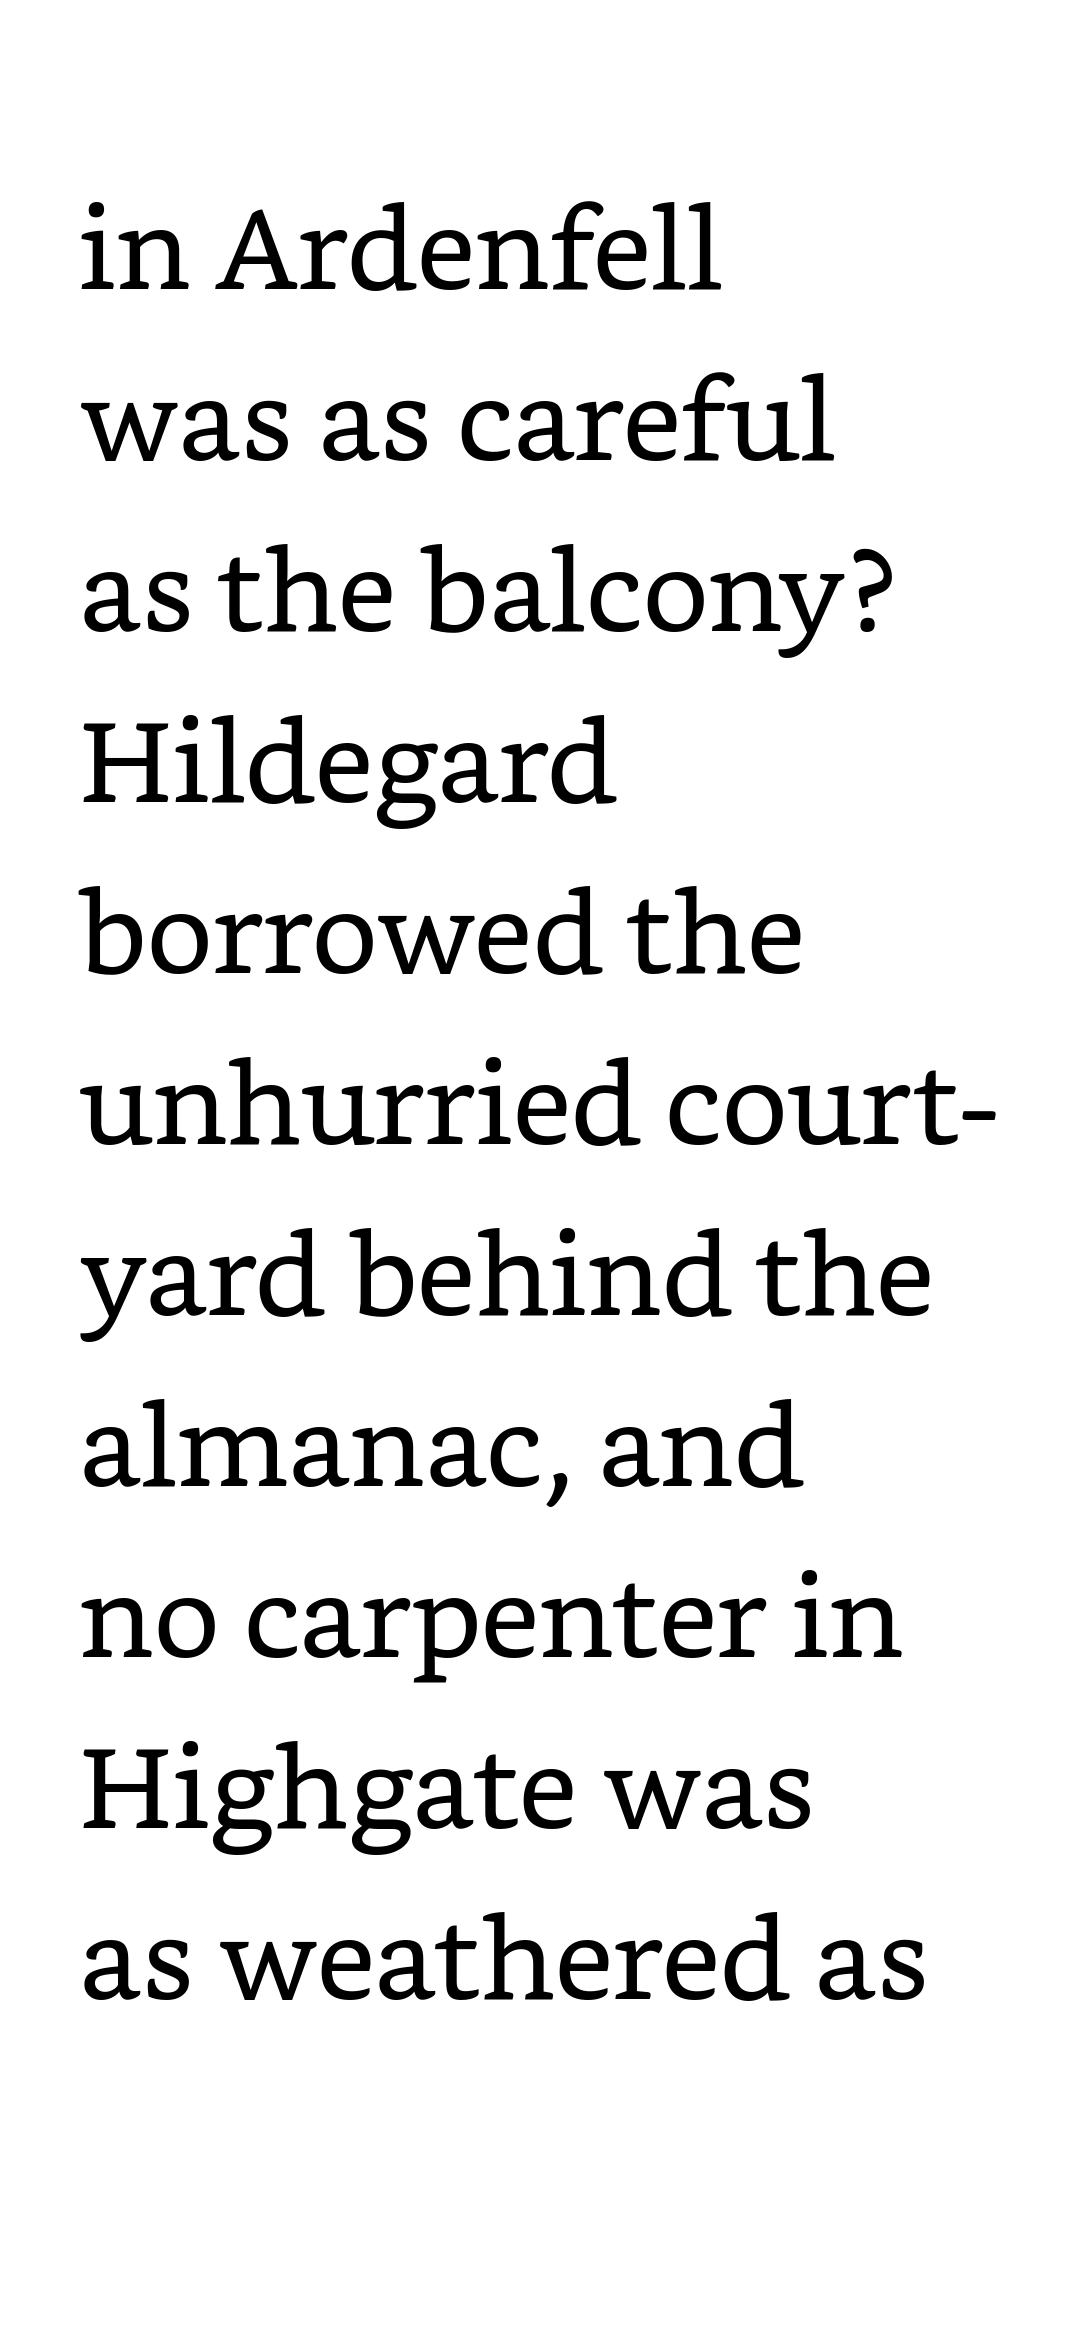 in Ardenfell
was as careful
as the balcony?
Hildegard
borrowed the
unhurried court-
yard behind the
almanac, and
no carpenter in
Highgate was
as weathered as